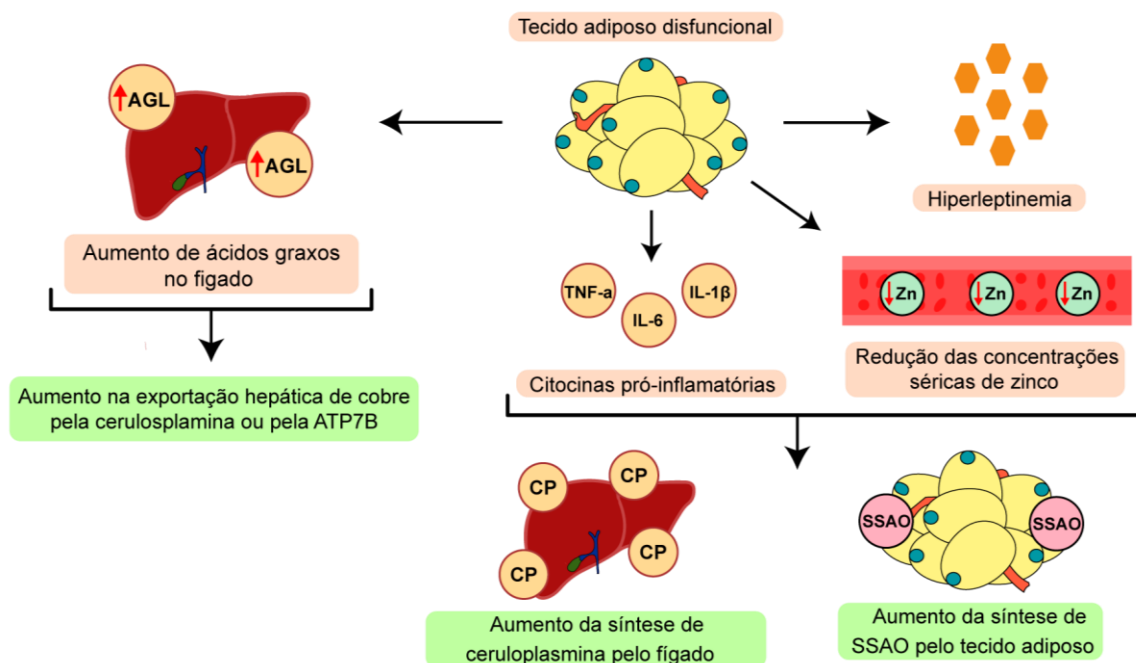 Tecido adiposo disfuncional
AGL
AGL
Aumento de ácidos graxos
no figado
Aumento na exportação hepática de cobre
pela cerulosplamina ou pela ATP7B
Hiperleptinemia
TNF-a
IL-6
IL-1β
Citocinas pró-inflamatórias
Zn
Zn
Zn
Redução das concentrações
séricas de zinco
CP
CP
CP
CP
Aumento da síntese de
ceruloplasmina pelo fígado
SSAO
SSAO
Aumento da síntese de
SSAO pelo tecido adiposo